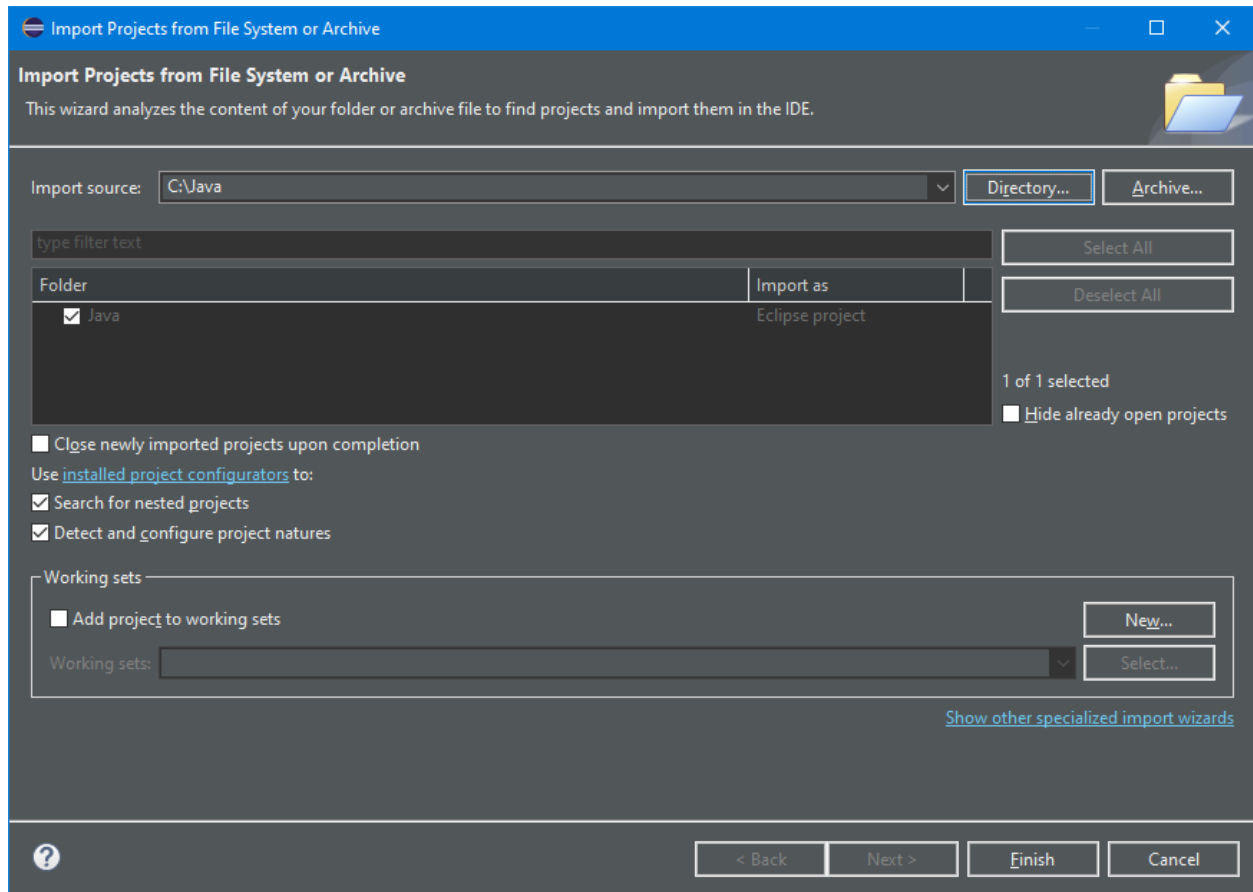 Import Projects from File System or Archive
Import Projects from File System or Archive
This wizard analyzes the content of your folder or archive file to find projects and import them in the IDE.
Import source: C:\Java Directory... Archive...
type filter text Select All
Folder Import as Deselect All
Java Eclipse project
1 of 1 selected
Hide already open projects
Close newly imported projects upon completion
Use installed project configurators to:
Search for nested projects
Detect and configure project natures
Working sets
Add project to working sets New...
Working sets: Select...
Show other specialized import wizards
? < Back Next > Finish Cancel